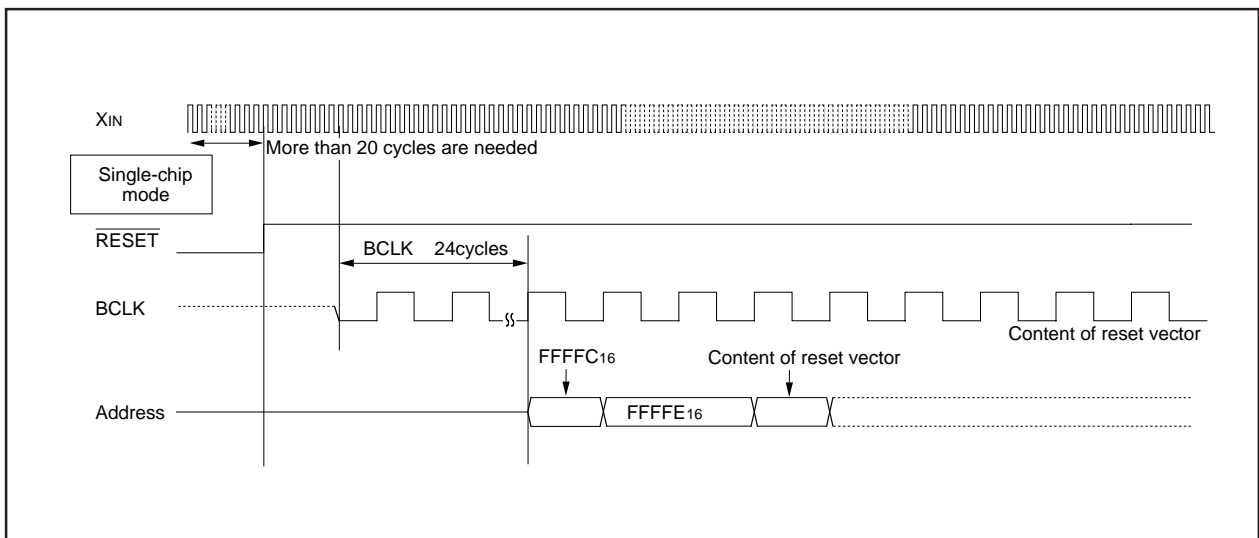 XIN
More than 20 cycles are needed
Single-chip
mode
RESET
BCLK 24cycles
BCLK
Content of reset vector
FFFFC16
Content of reset vector
Address
FFFFE16